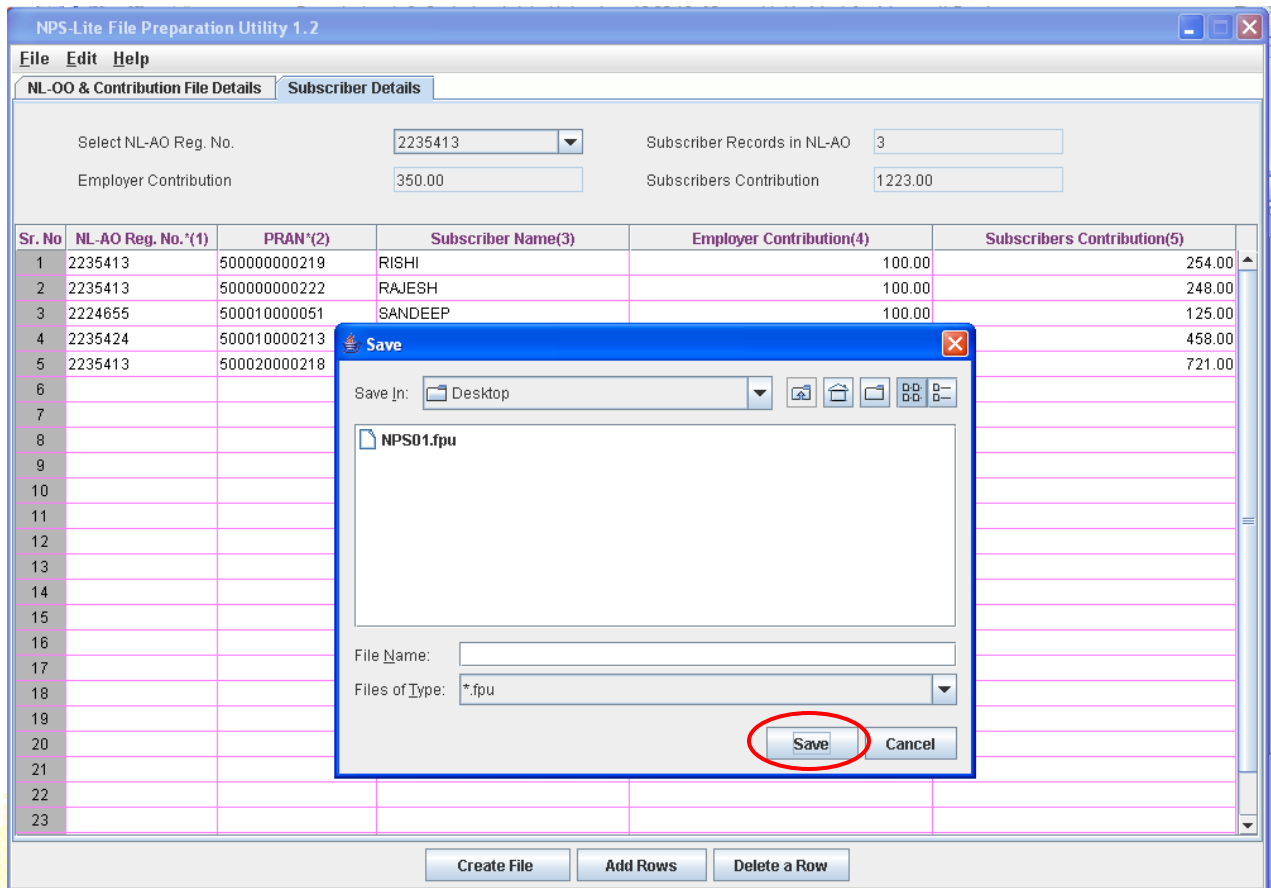 NPS-Lite File Preparation Utility 1.2
File Edit Help
NL-OO & Contribution File Details Subscriber Details
Select NL-AO Reg. No. 2235413 Subscriber Records in NL-AO 3
Employer Contribution 350.00 Subscribers Contribution 1223.00
Sr. No NL-AO Reg. No.*(1) PRAN*(2) Subscriber Name(3) Employer Contribution(4) Subscribers Contribution(5)
1 2235413 500000000219 RISHI 100.00 254.00
2 2235413 500000000222 RAJESH 100.00 248.00
3 2224655 500010000051 SANDEEP 100.00 125.00
4 2235424 500010000213 458.00
5 2235413 500020000218 721.00
6
7
8
9
10
11
12
13
14
15
16
17
18
19
20
21
22
23
Save
Save In: Desktop
NPS01.fpu
File Name:
Files of Type: *.fpu
Save Cancel
Create File Add Rows Delete a Row